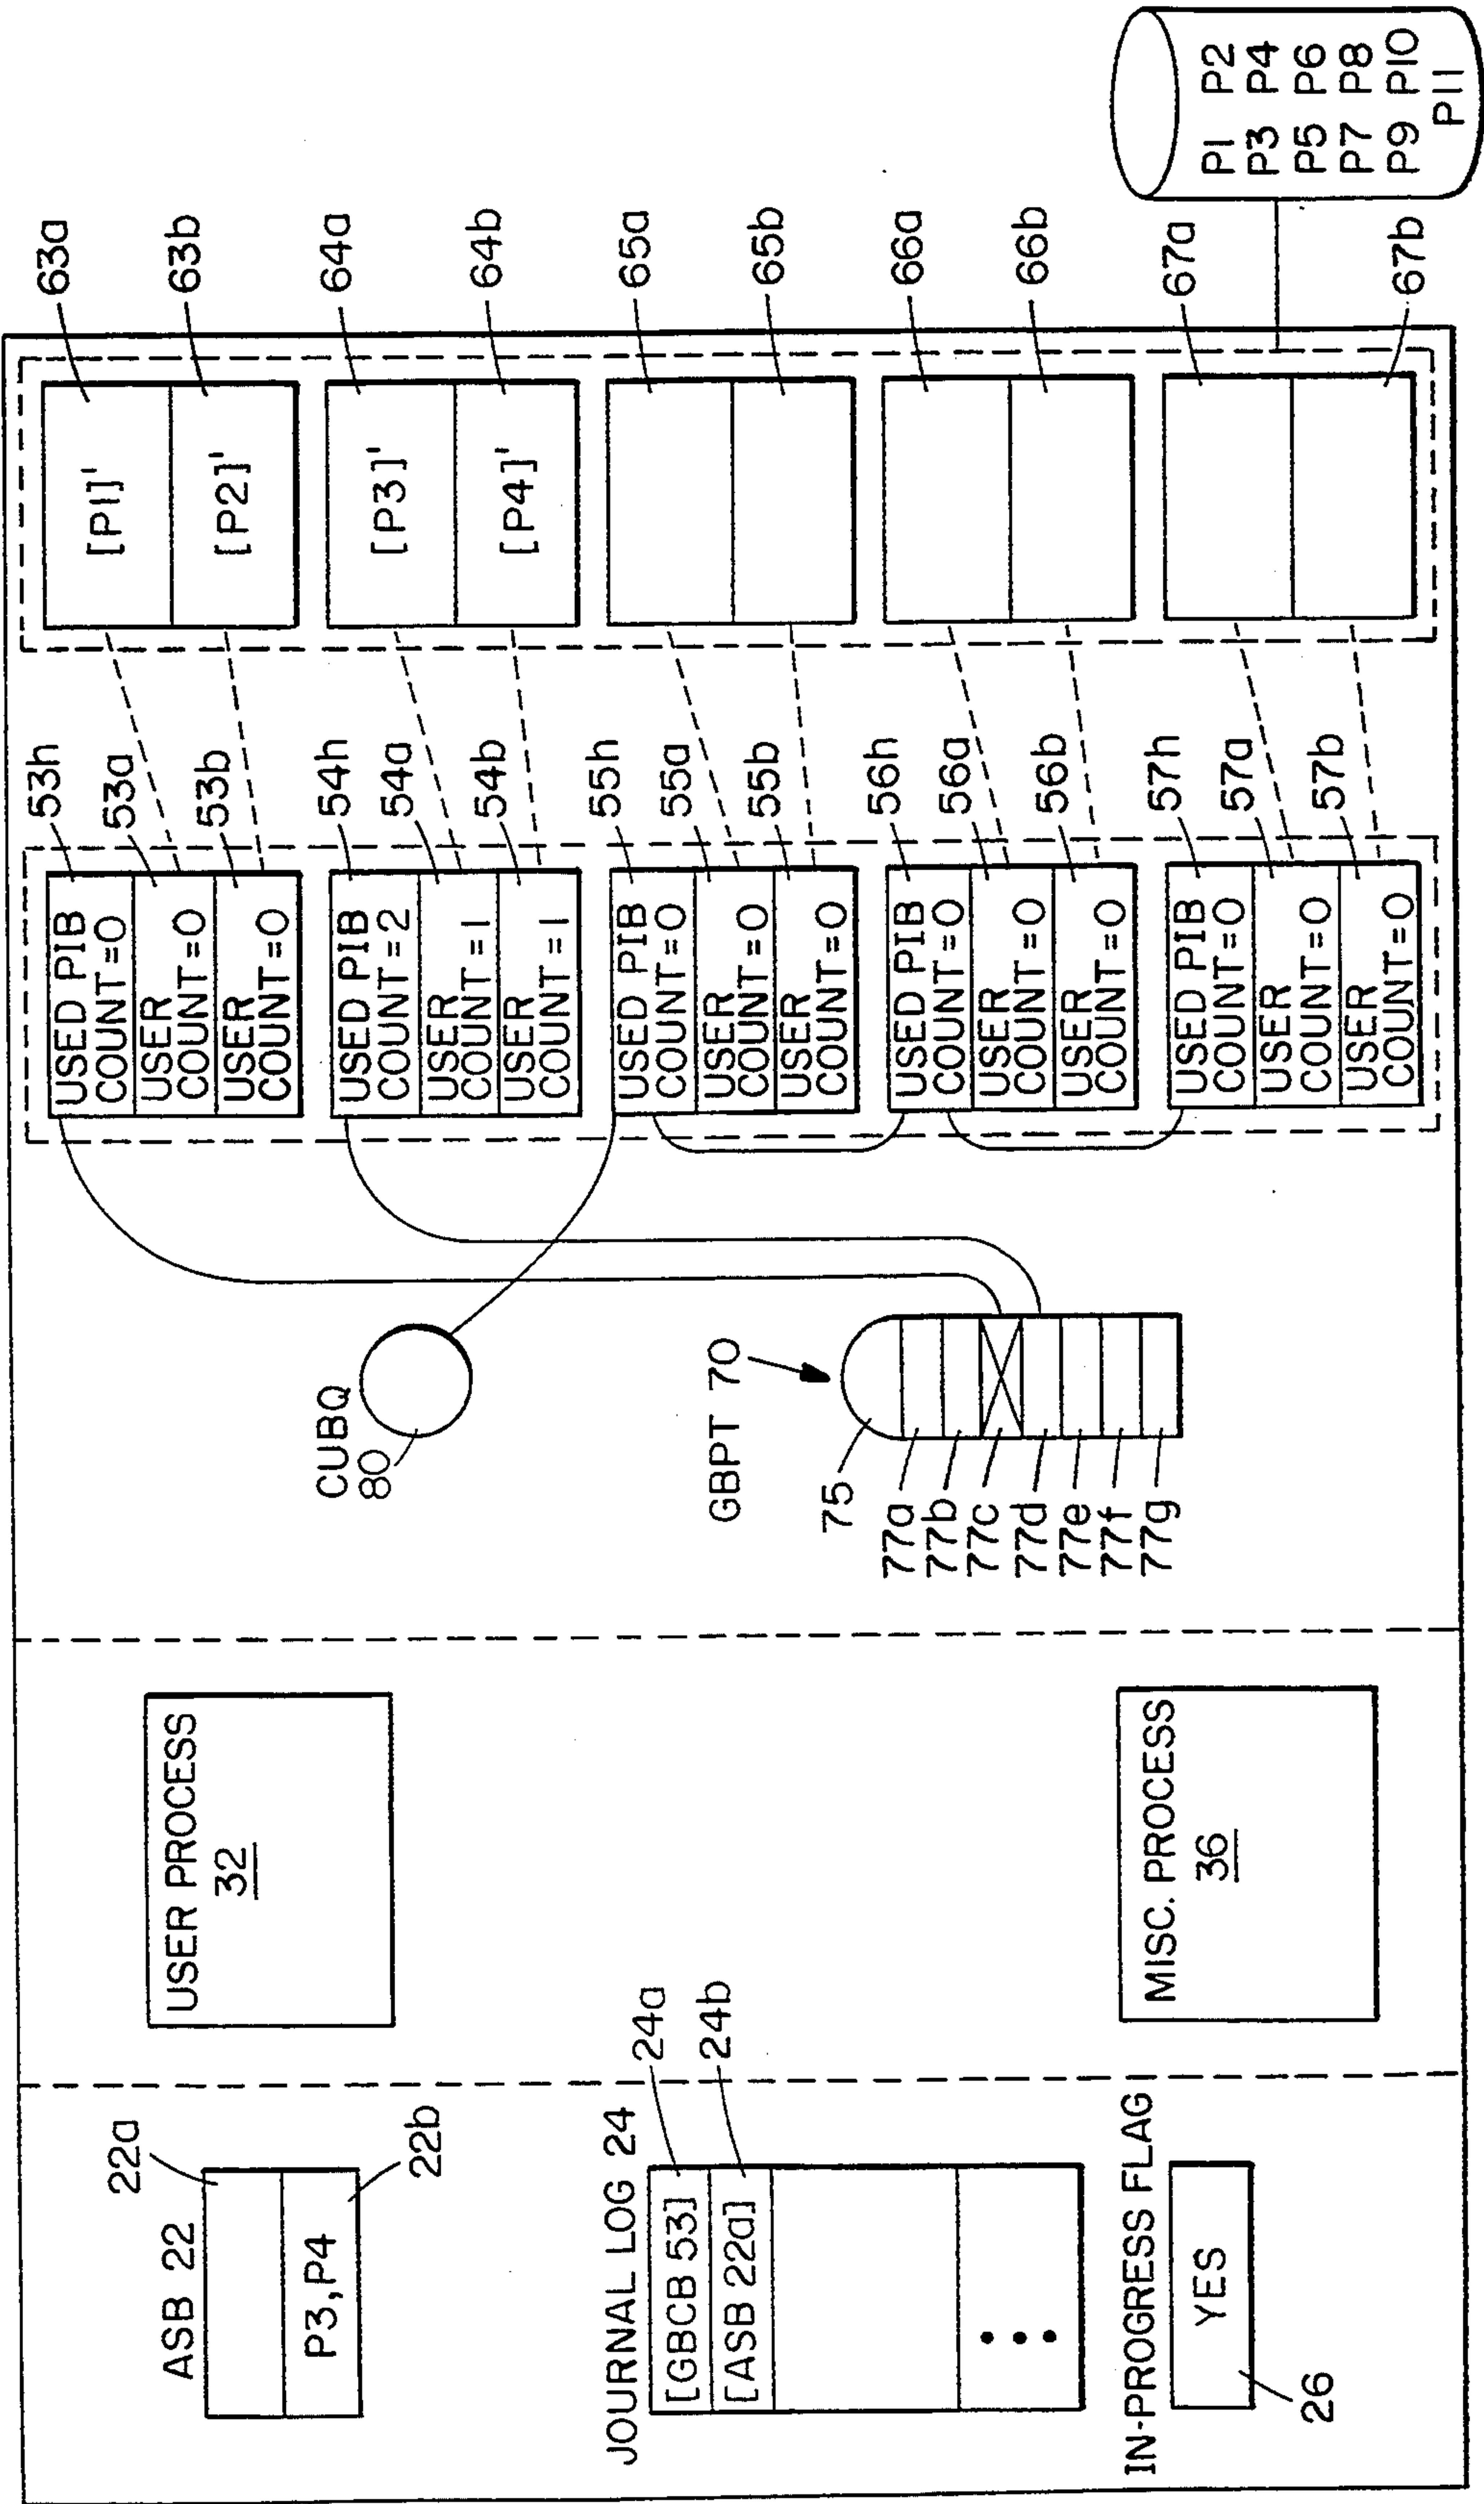 ASB 22
22a
P3,P4
22b
JOURNAL LOG 24
24a
[GBCB 53]
24b
[ASB 22a]
IN-PROGRESS FLAG
YES
26
USER PROCESS
32
MISC. PROCESS
36
CUBQ
80
GBPT 70
75
77a
77b
77c
77d
77e
77f
77g
53h
USED PIB
COUNT=0
53a
USER
COUNT=0
53b
USER
COUNT=0
54h
USED PIB
COUNT=2
54a
USER
COUNT=1
54b
USER
COUNT=1
55h
USED PIB
COUNT=0
55a
USER
COUNT=0
55b
USER
COUNT=0
56h
USED PIB
COUNT=0
56a
USER
COUNT=0
56b
USER
COUNT=0
57h
USED PIB
COUNT=0
57a
USER
COUNT=0
57b
USER
COUNT=0
63a
[P1]'
63b
[P2]'
64a
[P3]'
64b
[P4]'
65a
65b
66a
66b
67a
67b
P1 P2
P3 P4
P5 P6
P7 P8
P9 P10
P11